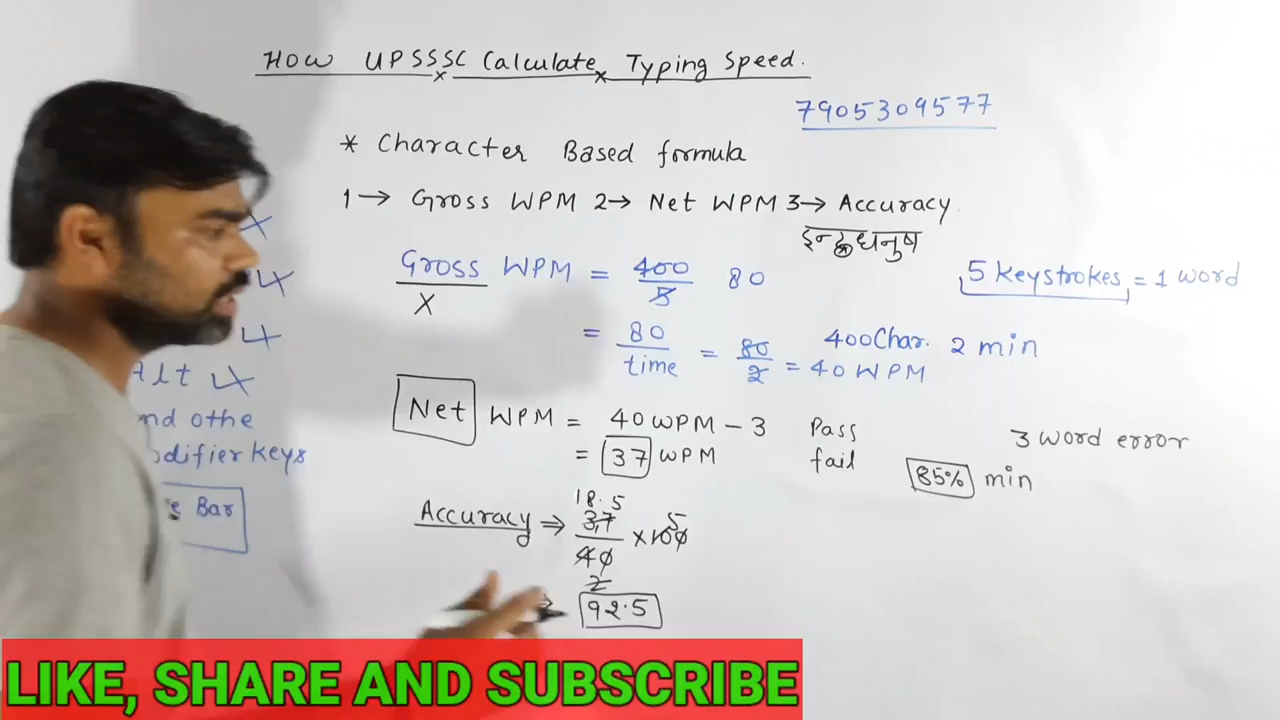 How UPSSSC Calculate Typing Speed.
7905309577
* Character Based formula
1→ Gross WPM 2→ Net WPM 3→ Accuracy
इन्द्रधनुष
Gross WPM = 400/5 80
5 Keystrokes = 1 word
X
= 80/time = 80/2 = 40 WPM
400 Char. 2 min
Alt
othe
keys
Bar
Net WPM = 40 WPM - 3 Pass
3 word error
= 37 WPM fail
85% min
18.5 5
Accuracy ⇒ 37/40 x 100
2
92.5
LIKE, SHARE AND SUBSCRIBE